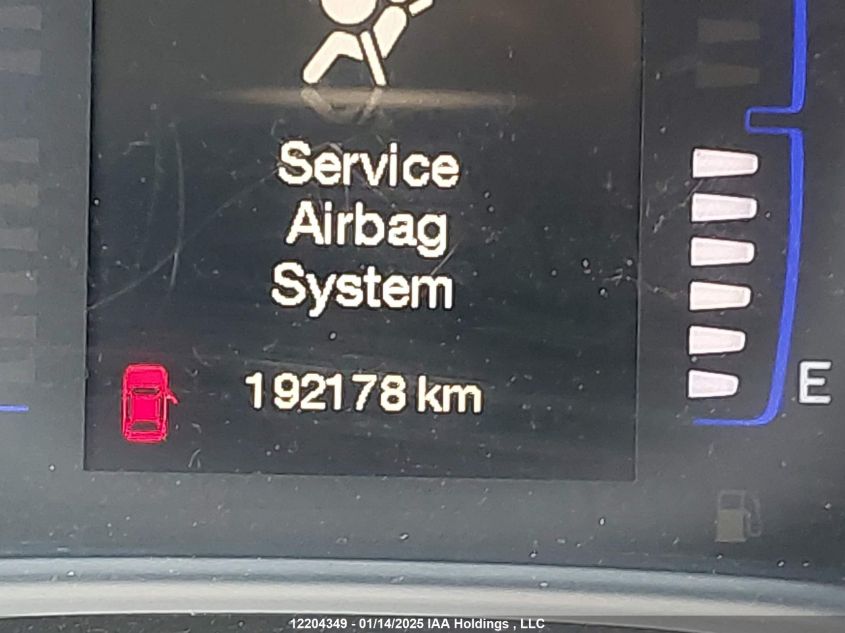 Service
Airbag
System
192178 km
E
12204349 - 01/14/2025 IAA Holdings , LLC